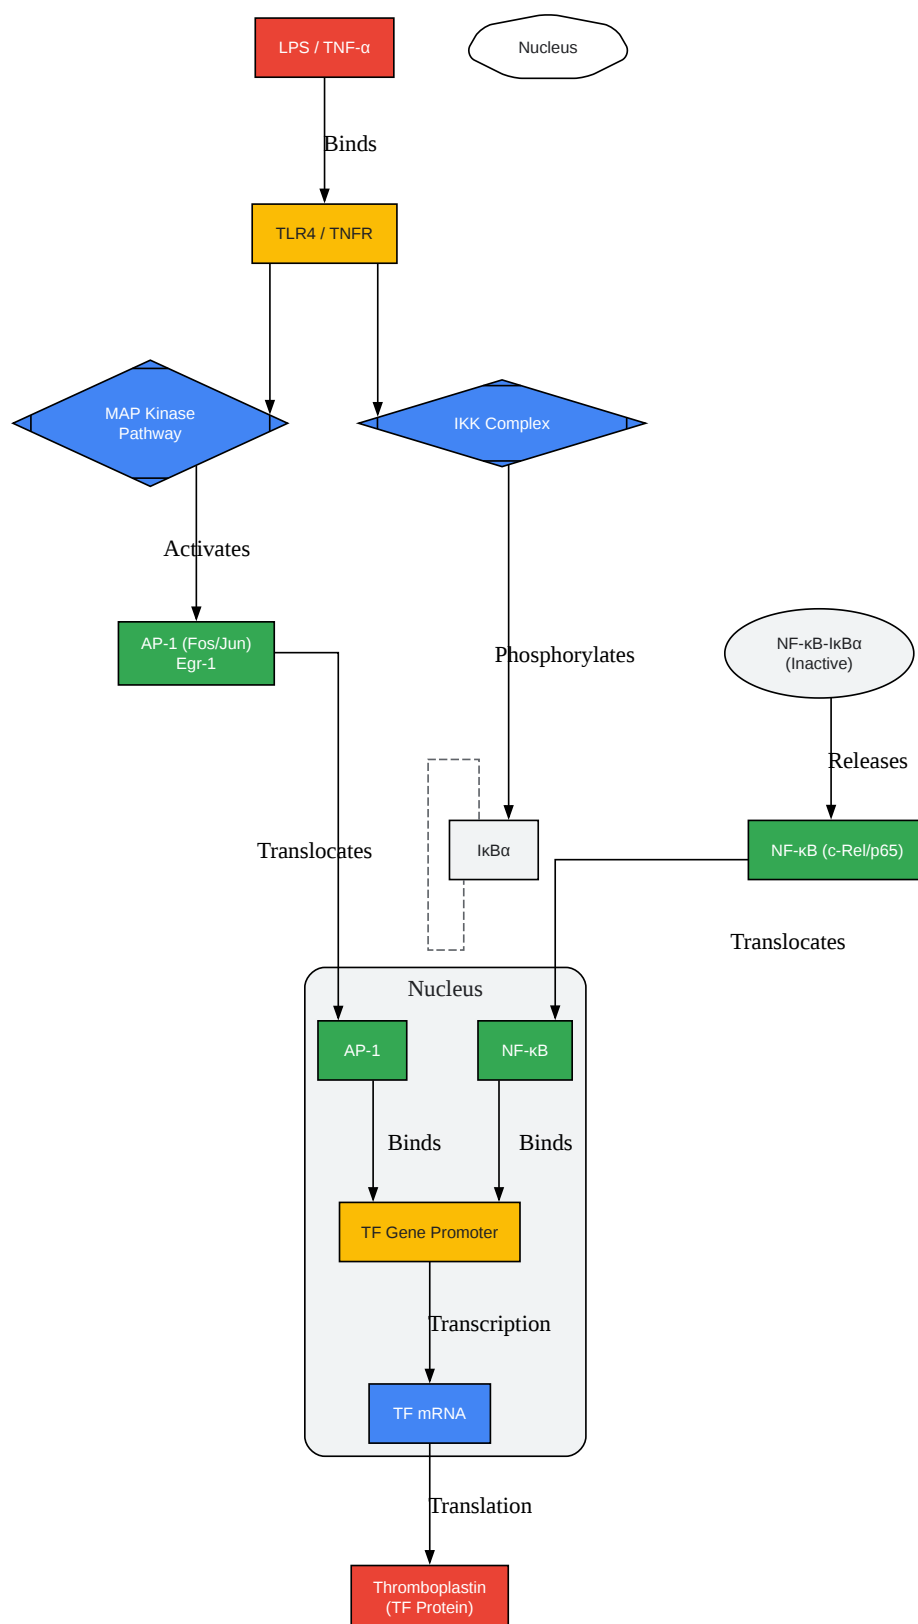 LPS / TNF-α
Nucleus
Binds
TLR4 / TNFR
MAP Kinase
Pathway
IKK Complex
Activates
AP-1 (Fos/Jun)
Egr-1
Phosphorylates
NF-κB-IκBα
(Inactive)
Releases
Translocates
IκBα
NF-κB (c-Rel/p65)
Translocates
Nucleus
AP-1
NF-κB
Binds
Binds
TF Gene Promoter
Transcription
TF mRNA
Translation
Thromboplastin
(TF Protein)